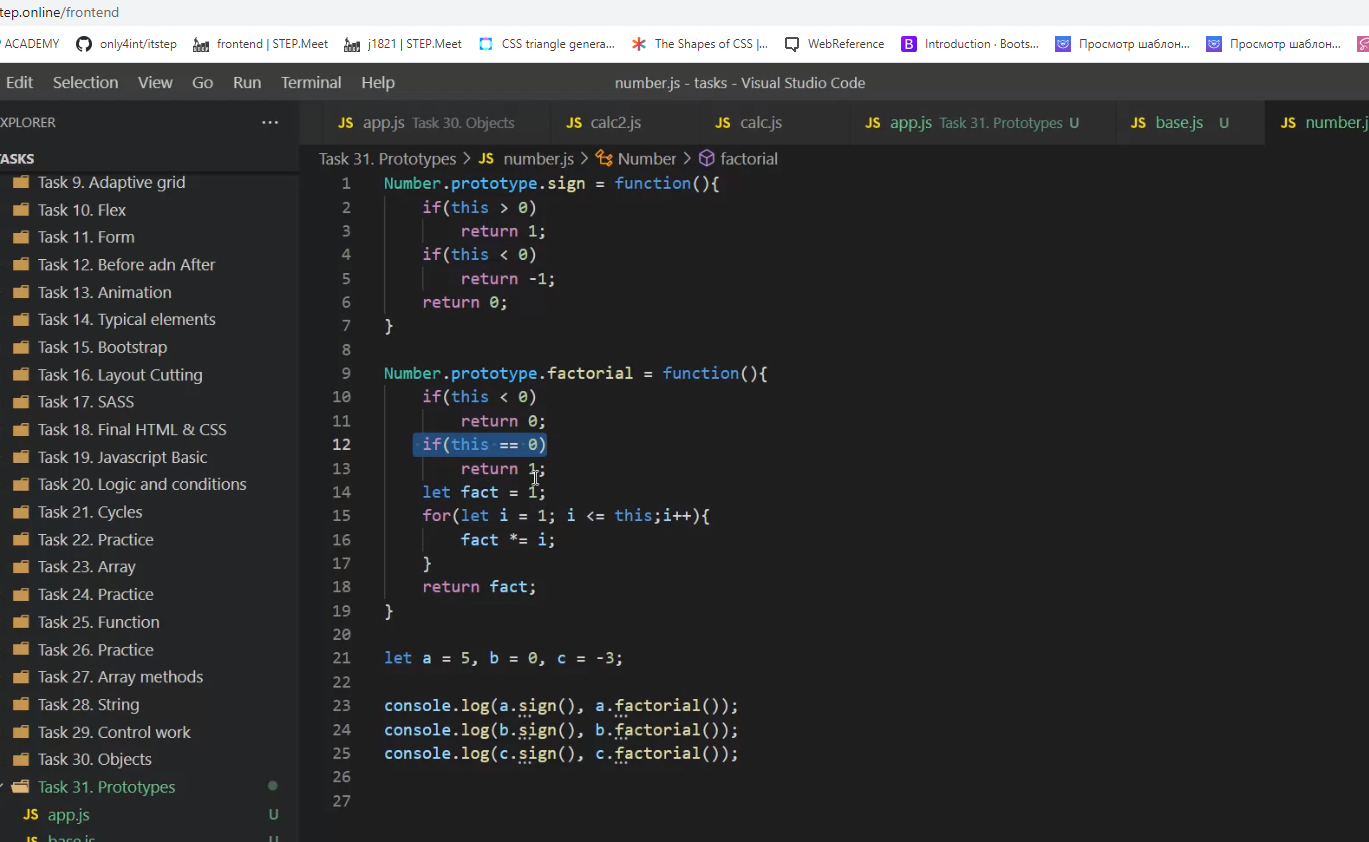 tep.online/frontend
ACADEMY only4int/itstep frontend | STEP.Meet j1821 | STEP.Meet CSS triangle genera... The Shapes of CSS |... WebReference B Introduction · Boots... Просмотр шаблон... Просмотр шаблон...
Edit Selection View Go Run Terminal Help number.js - tasks - Visual Studio Code
XPLORER ... JS app.js Task 30. Objects JS calc2.js JS calc.js JS app.js Task 31. Prototypes U JS base.js U JS number.j
ASKS
Task 31. Prototypes > JS number.js > Number > factorial
Task 9. Adaptive grid
Task 10. Flex
Task 11. Form
Task 12. Before adn After
Task 13. Animation
Task 14. Typical elements
Task 15. Bootstrap
Task 16. Layout Cutting
Task 17. SASS
Task 18. Final HTML & CSS
Task 19. Javascript Basic
Task 20. Logic and conditions
Task 21. Cycles
Task 22. Practice
Task 23. Array
Task 24. Practice
Task 25. Function
Task 26. Practice
Task 27. Array methods
Task 28. String
Task 29. Control work
Task 30. Objects
Task 31. Prototypes
JS app.js U
JS base.js U
1 Number.prototype.sign = function(){
2 if(this > 0)
3 return 1;
4 if(this < 0)
5 return -1;
6 return 0;
7 }
8
9 Number.prototype.factorial = function(){
10 if(this < 0)
11 return 0;
12 if(this == 0)
13 return 1;
14 let fact = 1;
15 for(let i = 1; i <= this;i++){
16 fact *= i;
17 }
18 return fact;
19 }
20
21 let a = 5, b = 0, c = -3;
22
23 console.log(a.sign(), a.factorial());
24 console.log(b.sign(), b.factorial());
25 console.log(c.sign(), c.factorial());
26
27